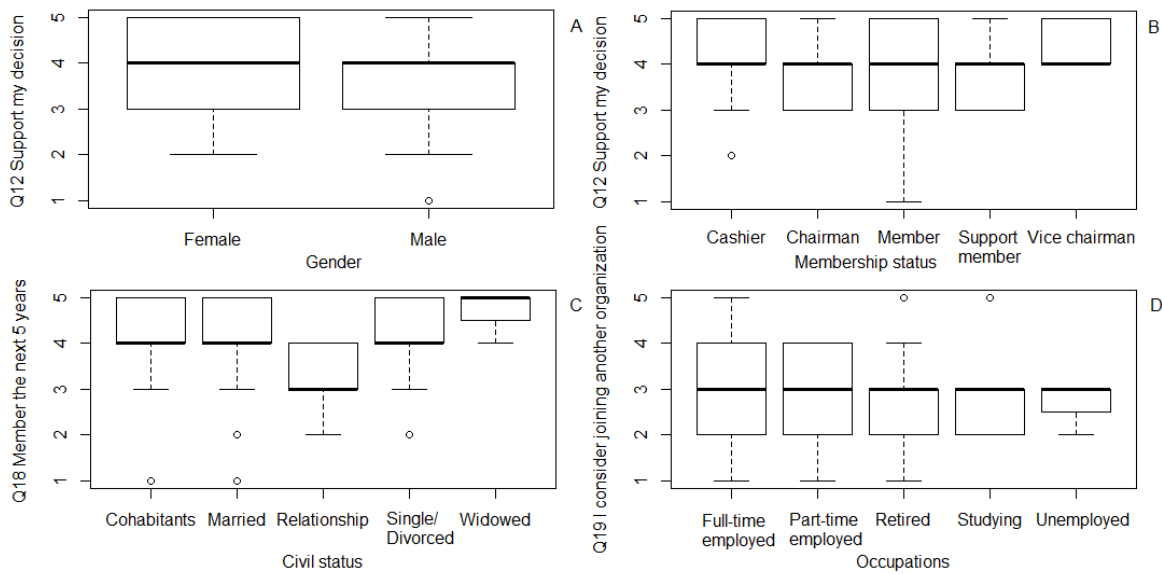 A
Q12 Support my decision
5
4
3
2
1
Female
Male
Gender
B
Q12 Support my decision
5
4
3
2
1
Cashier
Chairman
Member
Support
member
Vice chairman
Membership status
C
Q18 Member the next 5 years
5
4
3
2
1
Cohabitants
Married
Relationship
Single/
Divorced
Widowed
Civil status
D
Q19 I consider joining another organization
5
4
3
2
1
Full-time
employed
Part-time
employed
Retired
Studying
Unemployed
Occupations